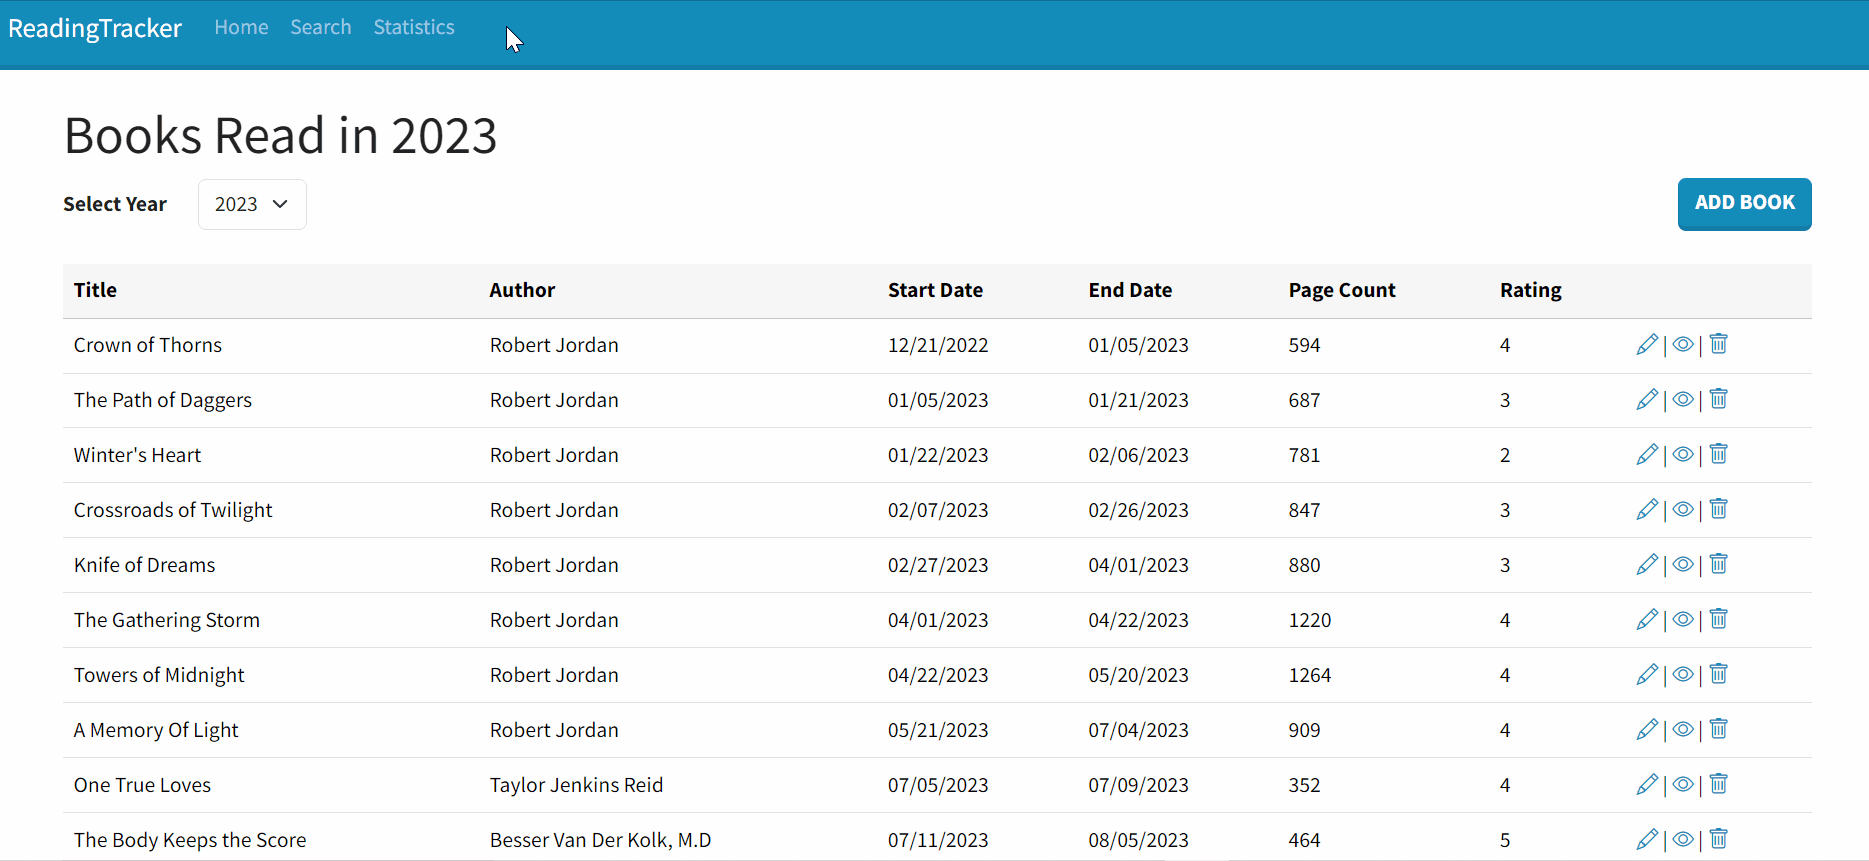 ReadingTracker Home Search Statistics
Books Read in 2023
Select Year 2023 ADD BOOK
Title Author Start Date End Date Page Count Rating
Crown of Thorns Robert Jordan 12/21/2022 01/05/2023 594 4
The Path of Daggers Robert Jordan 01/05/2023 01/21/2023 687 3
Winter's Heart Robert Jordan 01/22/2023 02/06/2023 781 2
Crossroads of Twilight Robert Jordan 02/07/2023 02/26/2023 847 3
Knife of Dreams Robert Jordan 02/27/2023 04/01/2023 880 3
The Gathering Storm Robert Jordan 04/01/2023 04/22/2023 1220 4
Towers of Midnight Robert Jordan 04/22/2023 05/20/2023 1264 4
A Memory Of Light Robert Jordan 05/21/2023 07/04/2023 909 4
One True Loves Taylor Jenkins Reid 07/05/2023 07/09/2023 352 4
The Body Keeps the Score Besser Van Der Kolk, M.D 07/11/2023 08/05/2023 464 5